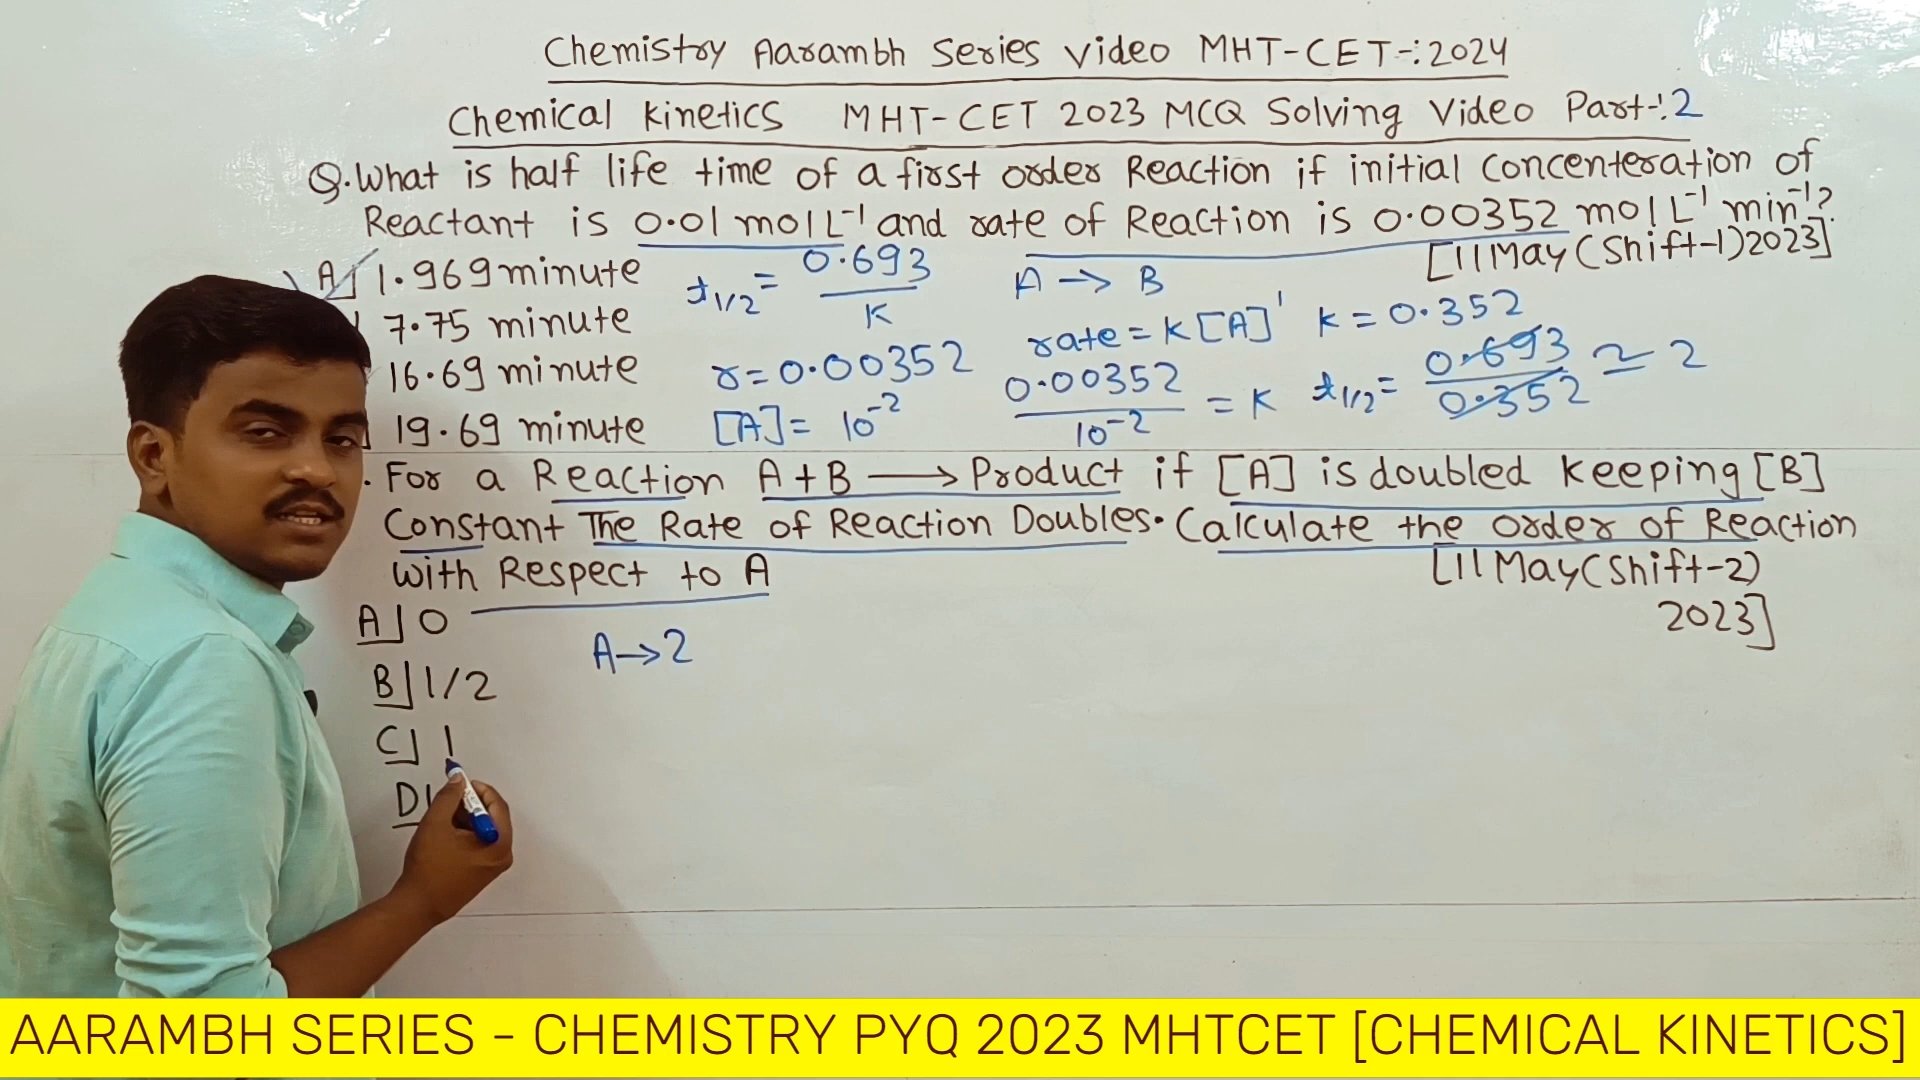 Chemistry Aarambh Series Video MHT-CET-:2024
Chemical Kinetics MHT-CET 2023 MCQ Solving Video Part-:2
Q. What is half life time of a first order Reaction if initial Concenteration of
Reactant is 0.01 mol L⁻¹ and rate of Reaction is 0.00352 mol L⁻¹ min⁻¹?
[11 May (Shift-1) 2023]
A] 1.969 minute
7.75 minute
16.69 minute
19.69 minute
t1/2 = 0.693/K
r = 0.00352
[A] = 10⁻²
A → B
rate = K[A]¹
0.00352/10⁻² = K
K = 0.352
t1/2 = 0.693/0.352 ≃ 2
. For a Reaction A + B ⟶ Product if [A] is doubled keeping [B]
Constant The Rate of Reaction Doubles. Calculate the order of Reaction
with Respect to A
[11 May (Shift-2)
2023]
A] 0
B] 1/2
C] 1
D]
A→2
AARAMBH SERIES - CHEMISTRY PYQ 2023 MHTCET [CHEMICAL KINETICS]